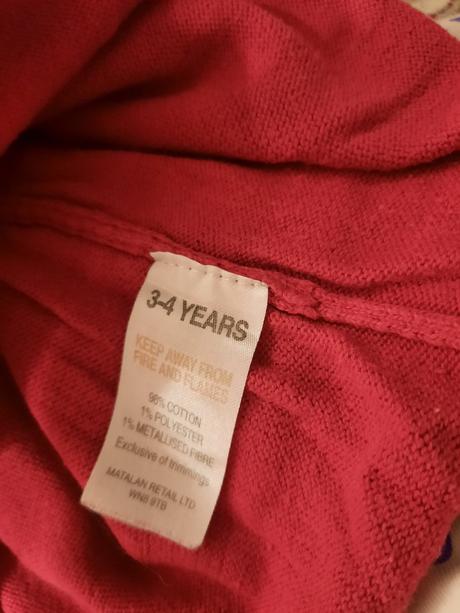 3-4 YEARS
KEEP AWAY FROM
FIRE AND FLAMES
98% COTTON
1% POLYESTER
1% METALLISED FIBRE
Exclusive of trimmings
MATALAN RETAIL LTD
WN8 9TB